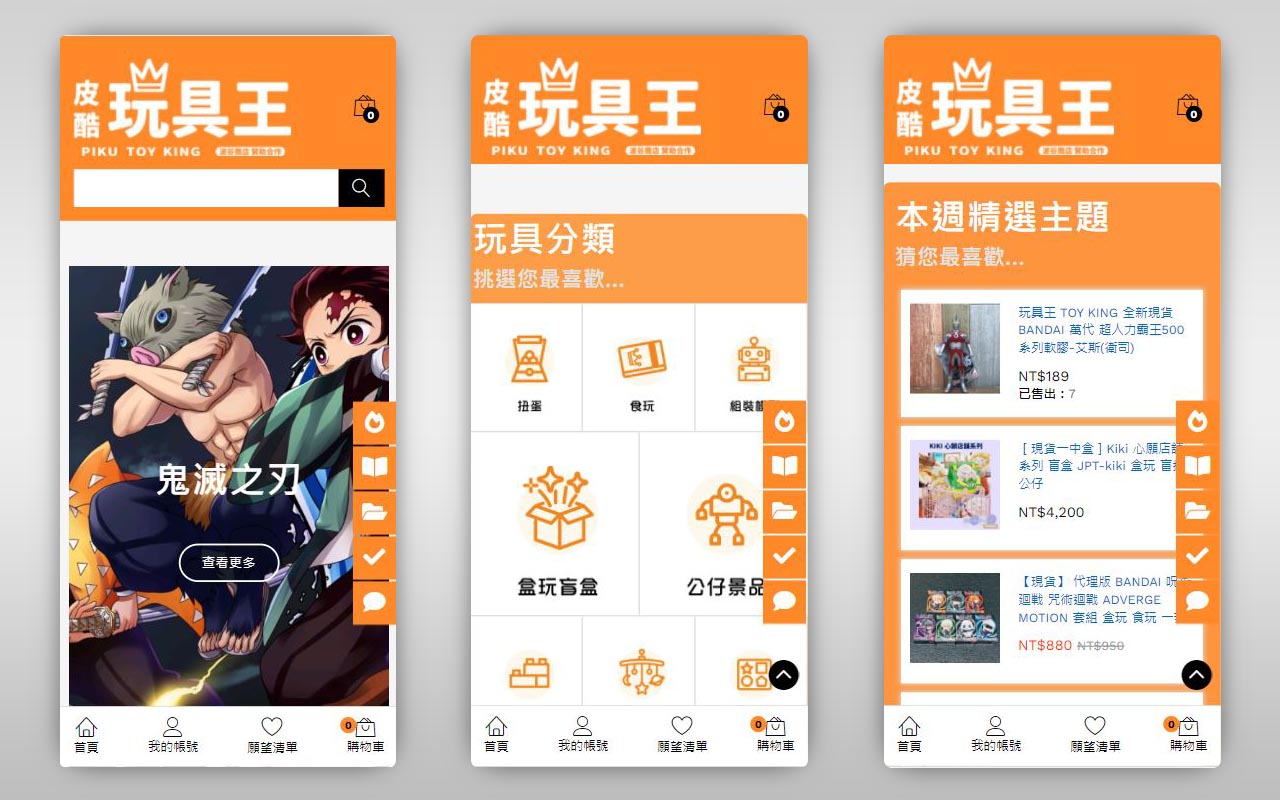 皮酷
玩具王
PIKU TOY KING
0
鬼滅之刃
查看更多
首頁
我的帳號
願望清單
0
購物車
皮酷
玩具王
PIKU TOY KING
0
玩具分類
挑選您最喜歡...
扭蛋
食玩
組裝
盒玩盲盒
公仔景品
首頁
我的帳號
願望清單
0
購物車
皮酷
玩具王
PIKU TOY KING
0
本週精選主題
猜您最喜歡...
玩具王 TOY KING 全新現貨
BANDAI 萬代 超人力霸王500
系列軟膠-艾斯(衛司)
NT$189
已售出：7
KIKI 心願店舖系列
[ 現貨一中盒 ] Kiki 心願店
系列 盲盒 JPT-kiki 盒玩 盲
公仔
NT$4,200
【現貨】 代理版 BANDAI 呪
迴戰 咒術迴戰 ADVERGE
MOTION 套組 盒玩 食玩 一
NT$880 NT$950
首頁
我的帳號
願望清單
0
購物車